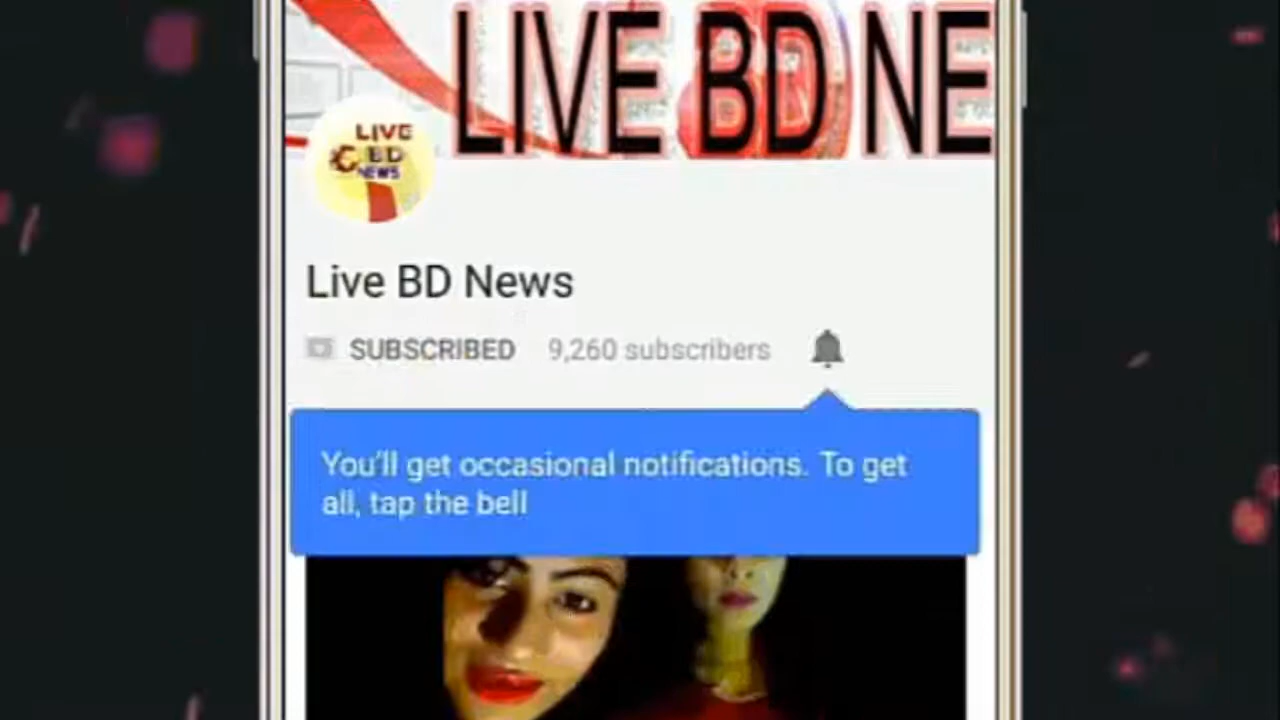 LIVE BD NE
LIVE
BD
NEWS
Live BD News
SUBSCRIBED 9,260 subscribers
You'll get occasional notifications. To get
all, tap the bell